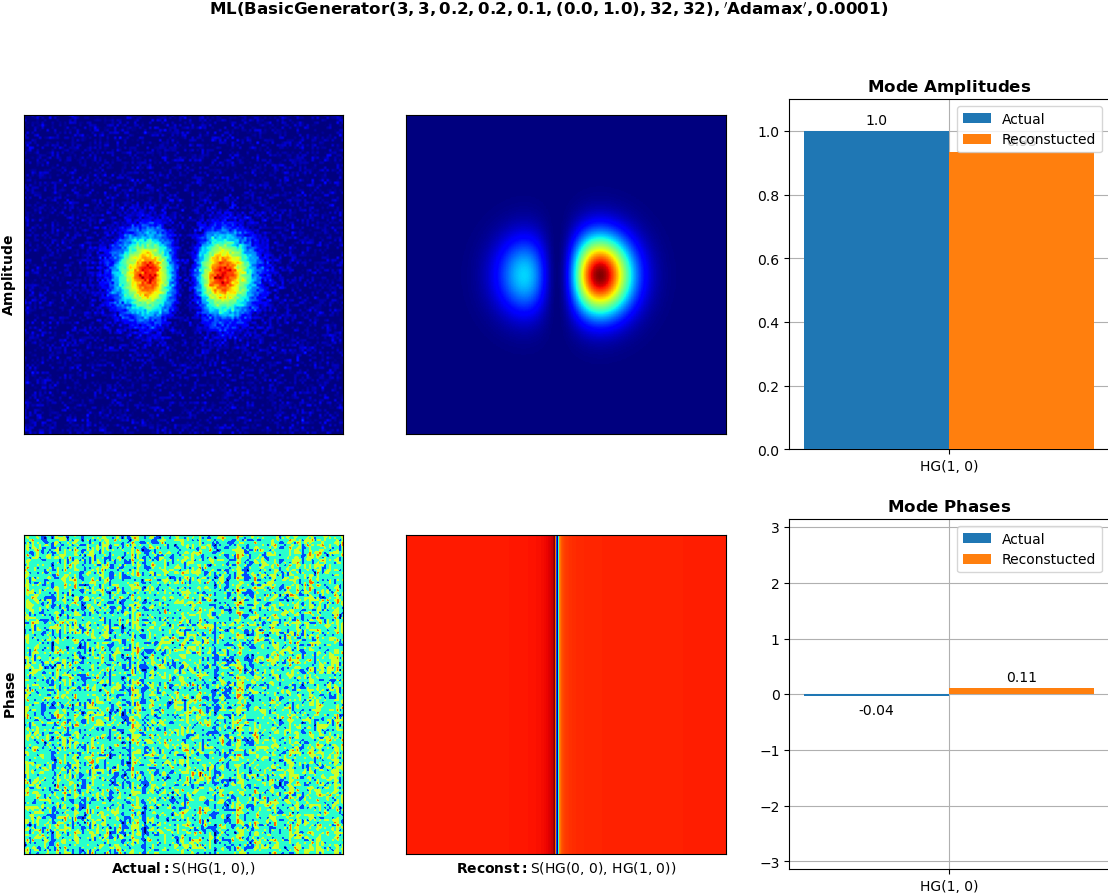 ML(BasicGenerator(3, 3, 0.2, 0.2, 0.1, (0.0, 1.0), 32, 32), ′Adamax′, 0.0001)
Mode Amplitudes
Amplitude
1.0
Actual
Reconstucted
1.0
0.8
0.6
0.4
0.2
0.0
HG(1, 0)
Mode Phases
Phase
Actual
Reconstucted
3
2
1
0
−1
−2
−3
-0.04
0.11
HG(1, 0)
Actual: S(HG(1, 0),)
Reconst: S(HG(0, 0), HG(1, 0))